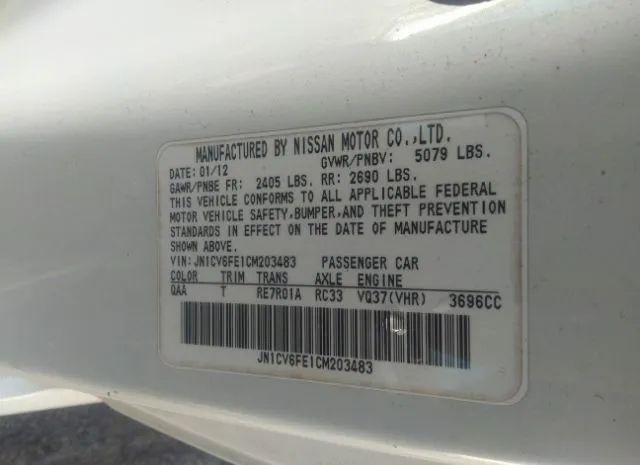 MANUFACTURED BY NISSAN MOTOR CO.,LTD.
DATE: 01/12 GVWR/PNBV: 5079 LBS.
GAWR/PNBE FR: 2405 LBS. RR: 2690 LBS.
THIS VEHICLE CONFORMS TO ALL APPLICABLE FEDERAL
MOTOR VEHICLE SAFETY,BUMPER,AND THEFT PREVENTION
STANDARDS IN EFFECT ON THE DATE OF MANUFACTURE
SHOWN ABOVE.
VIN: JN1CV6FE1CM203483 PASSENGER CAR
COLOR TRIM TRANS AXLE ENGINE
QAA T RE7R01A RC33 VQ37(VHR) 3696CC
JN1CV6FE1CM203483